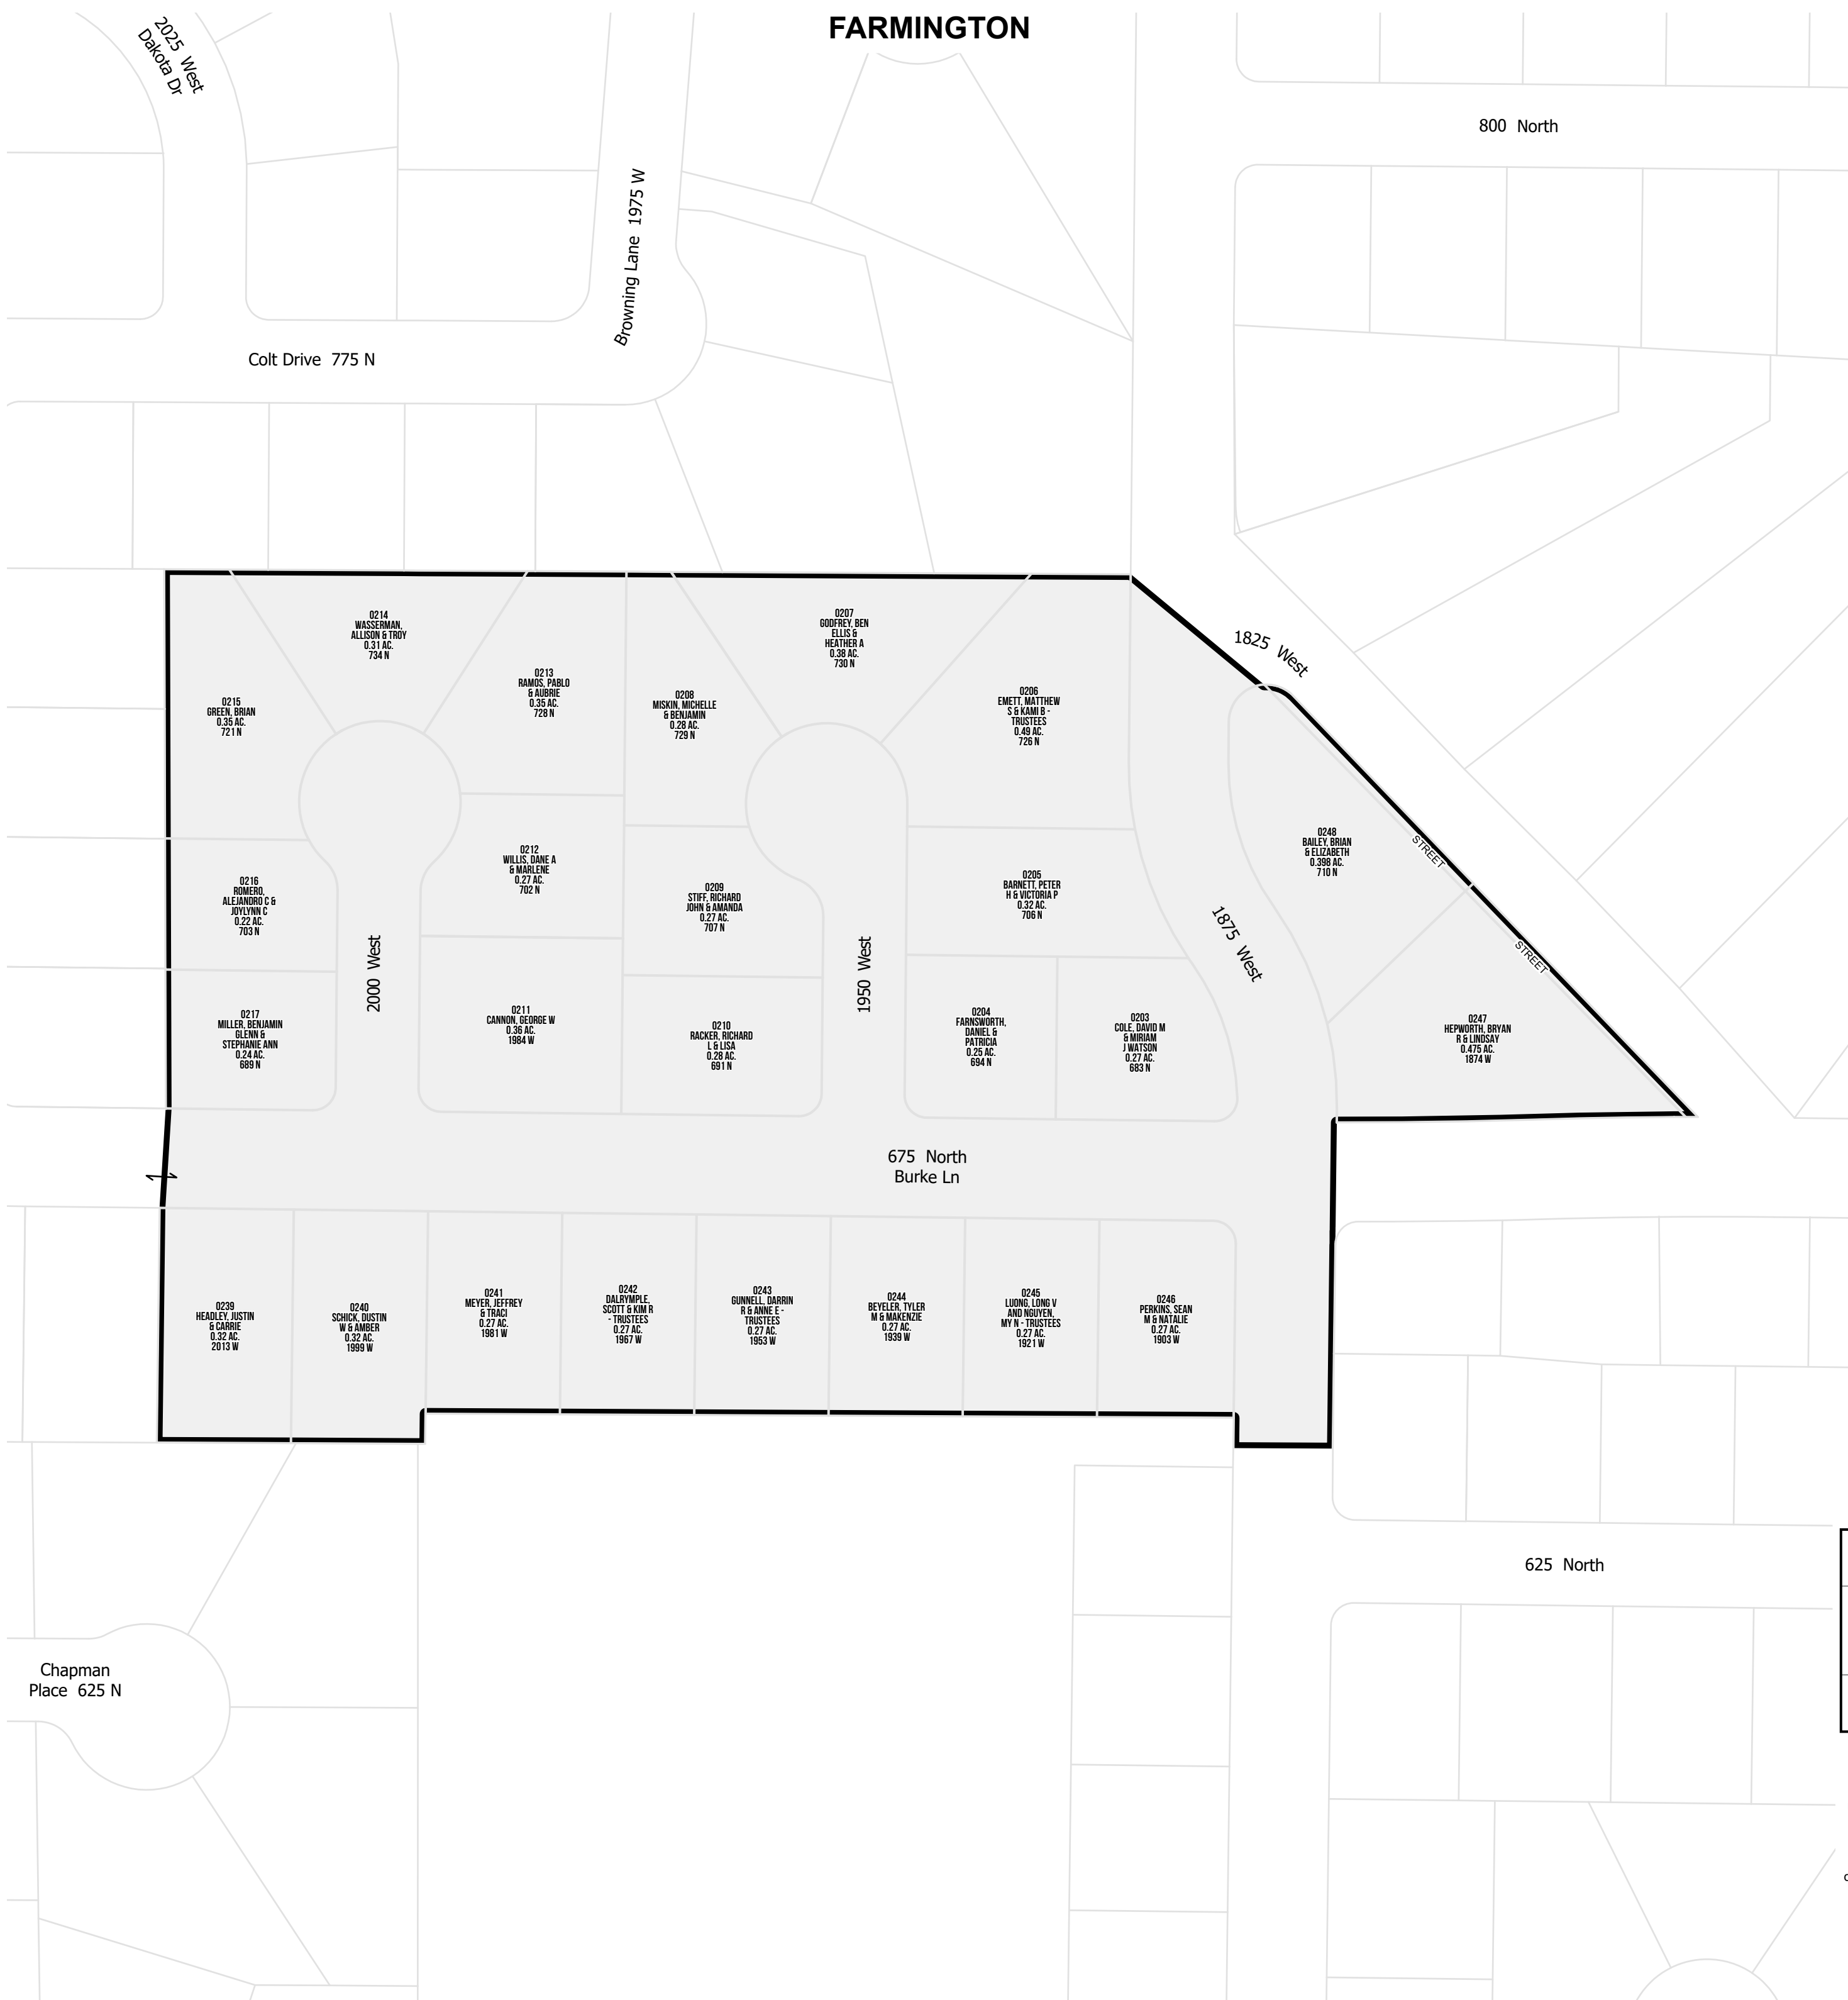 FARMINGTON
2025 West
Dakota Dr
800 North
Browning Lane 1975 W
Colt Drive 775 N
0214
WASSERMAN,
ALLISON & TROY
0.31 AC.
734 N
0207
GODFREY, BEN
ELLIS &
HEATHER A
0.38 AC.
730 N
1825 West
0213
RAMOS, PABLO
& AUBRIE
0.35 AC.
728 N
0215
GREEN, BRIAN
0.35 AC.
721 N
0208
MISKIN, MICHELLE
& BENJAMIN
0.28 AC.
729 N
0206
EMETT, MATTHEW
S & KAMI B -
TRUSTEES
0.49 AC.
726 N
0248
BAILEY, BRIAN
& ELIZABETH
0.398 AC.
710 N
STREET
0216
ROMERO,
ALEJANDRO C &
JOYLYNN C
0.22 AC.
703 N
0212
WILLIS, DANE A
& MARLENE
0.27 AC.
702 N
0209
STIFF, RICHARD
JOHN & AMANDA
0.27 AC.
707 N
0205
BARNETT, PETER
H & VICTORIA P
0.32 AC.
706 N
2000 West
1950 West
1875 West
STREET
0217
MILLER, BENJAMIN
GLENN &
STEPHANIE ANN
0.24 AC.
689 N
0211
CANNON, GEORGE W
0.36 AC.
1984 W
0210
RACKER, RICHARD
L & LISA
0.28 AC.
691 N
0204
FARNSWORTH,
DANIEL &
PATRICIA
0.25 AC.
694 N
0203
COLE, DAVID M
& MIRIAM
J WATSON
0.27 AC.
683 N
0247
HEPWORTH, BRYAN
R & LINDSAY
0.475 AC.
1874 W
675 North
Burke Ln
0239
HEADLEY, JUSTIN
& CARRIE
0.32 AC.
2013 W
0240
SCHICK, DUSTIN
W & AMBER
0.32 AC.
1999 W
0241
MEYER, JEFFREY
& TRACI
0.27 AC.
1981 W
0242
DALRYMPLE,
SCOTT & KIM R
- TRUSTEES
0.27 AC.
1967 W
0243
GUNNELL, DARRIN
R & ANNE E -
TRUSTEES
0.27 AC.
1953 W
0244
BEYELER, TYLER
M & MAKENZIE
0.27 AC.
1939 W
0245
LUONG, LONG V
AND NGUYEN,
MY N - TRUSTEES
0.27 AC.
1921 W
0246
PERKINS, SEAN
M & NATALIE
0.27 AC.
1903 W
625 North
Chapman
Place 625 N